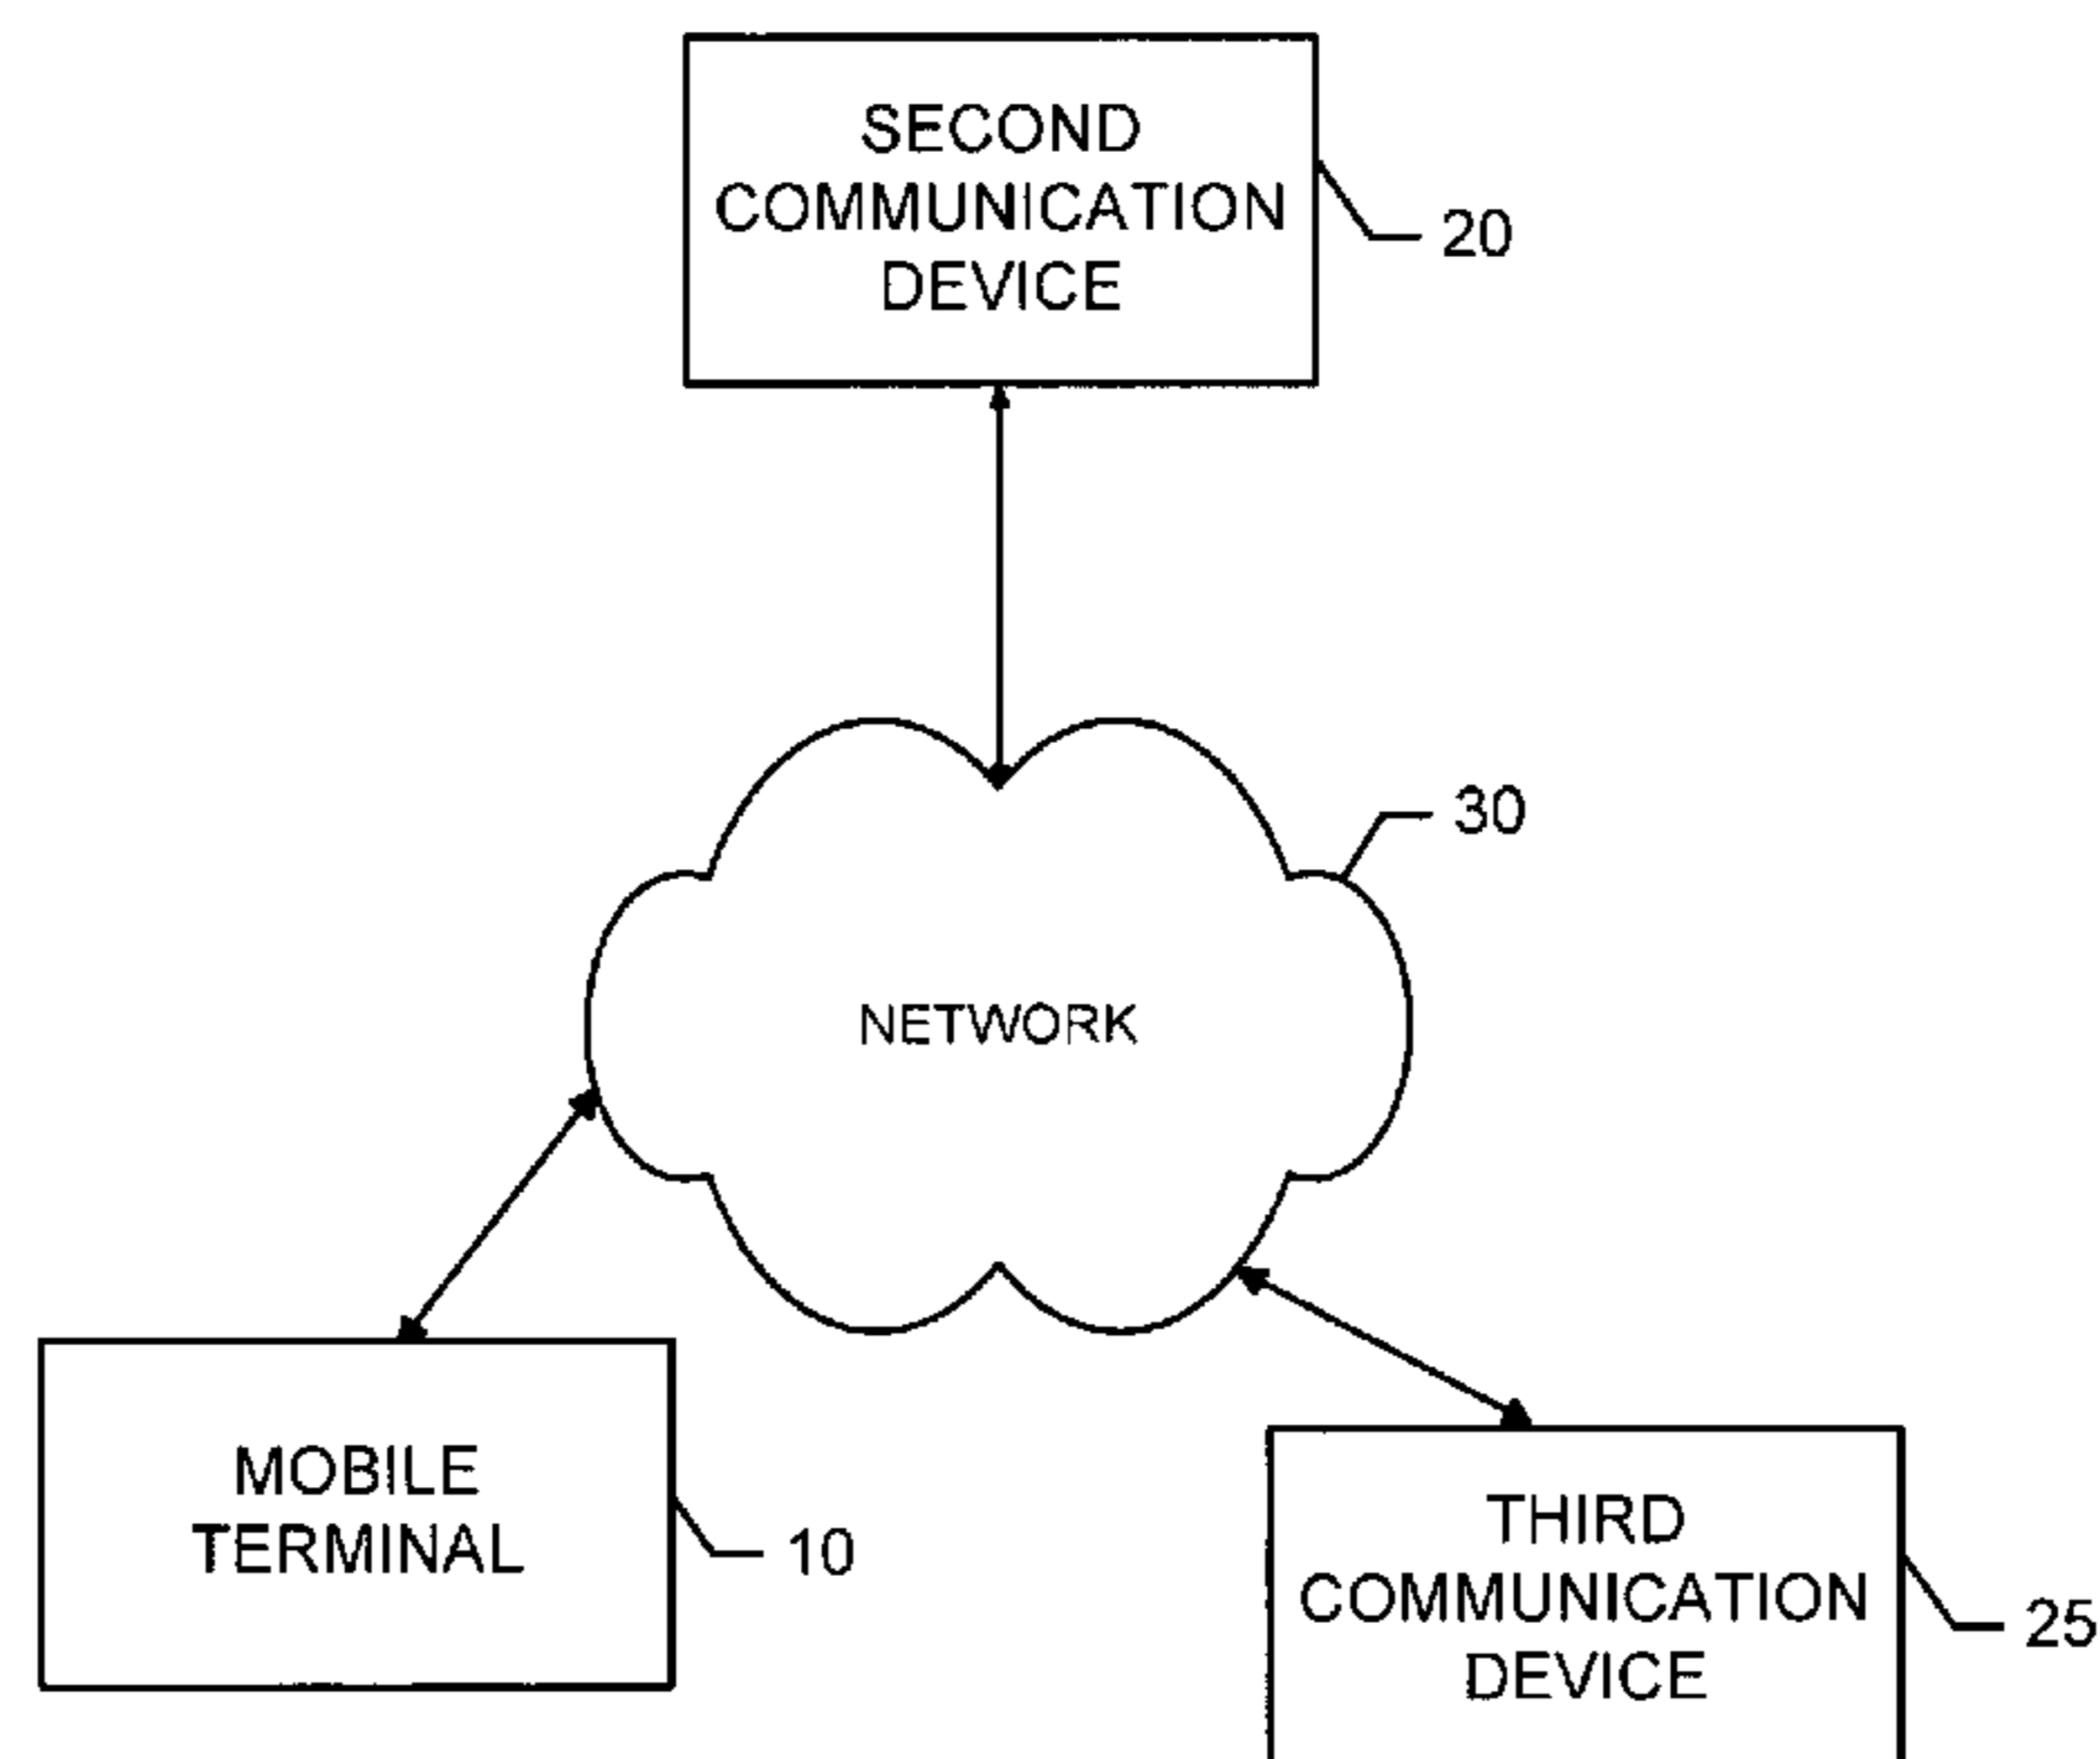 SECOND
COMMUNICATION
DEVICE
20
30
NETWORK
MOBILE
TERMINAL
10
THIRD
COMMUNICATION
DEVICE
25